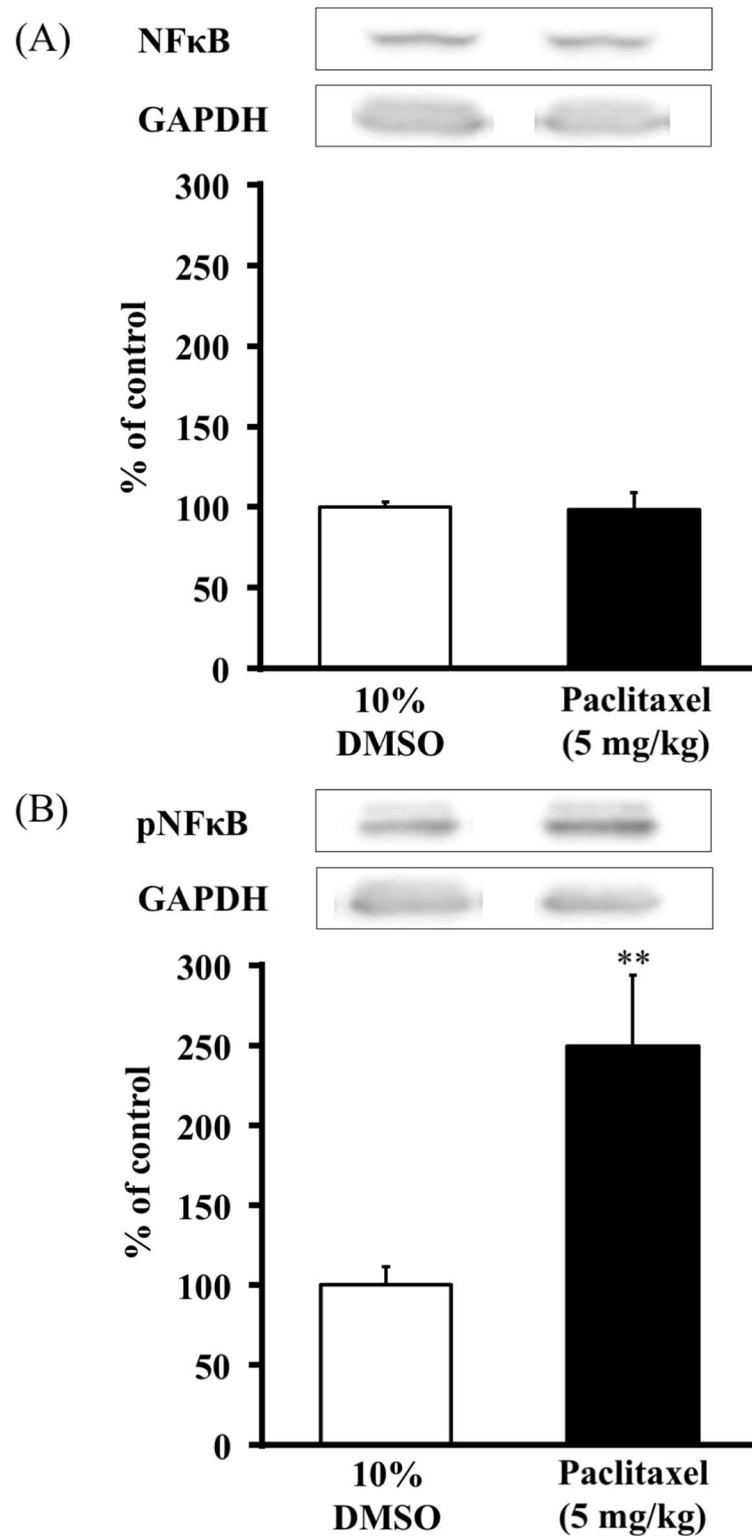 (A)
NFκB
GAPDH
300
250
200
150
100
50
0
% of control
10%
DMSO
Paclitaxel
(5 mg/kg)
(B)
pNFκB
GAPDH
**
300
250
200
150
100
50
0
% of control
10%
DMSO
Paclitaxel
(5 mg/kg)